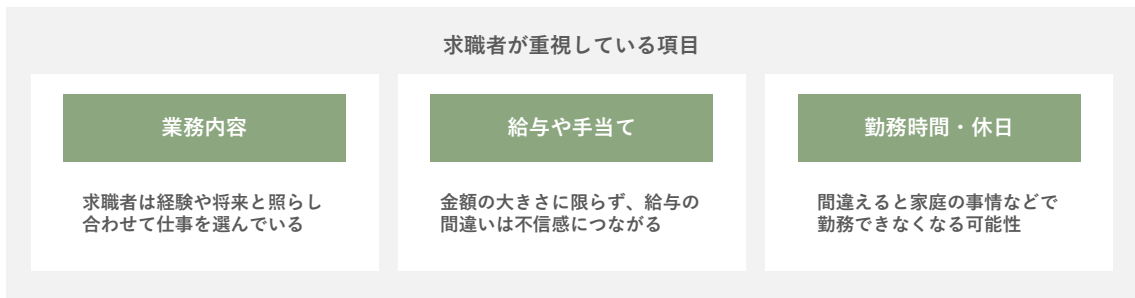 求職者が重視している項目
業務内容
求職者は経験や将来と照らし
合わせて仕事を選んでいる
給与や手当て
金額の大きさに限らず、給与の
間違いは不信感につながる
勤務時間・休日
間違えると家庭の事情などで
勤務できなくなる可能性